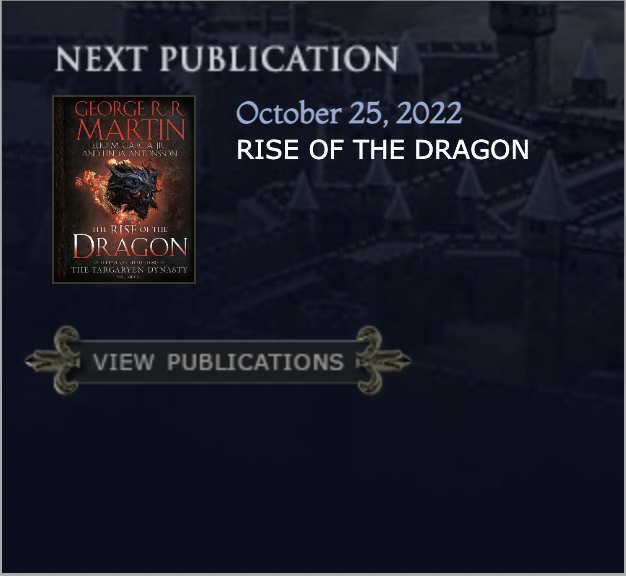 NEXT PUBLICATION
GEORGE R. R.
MARTIN
ELIO M. GARCÍA, JR.
AND LINDA ANTONSSON
THE RISE OF THE
DRAGON
THE TARGARYEN DYNASTY
October 25, 2022
RISE OF THE DRAGON
VIEW PUBLICATIONS